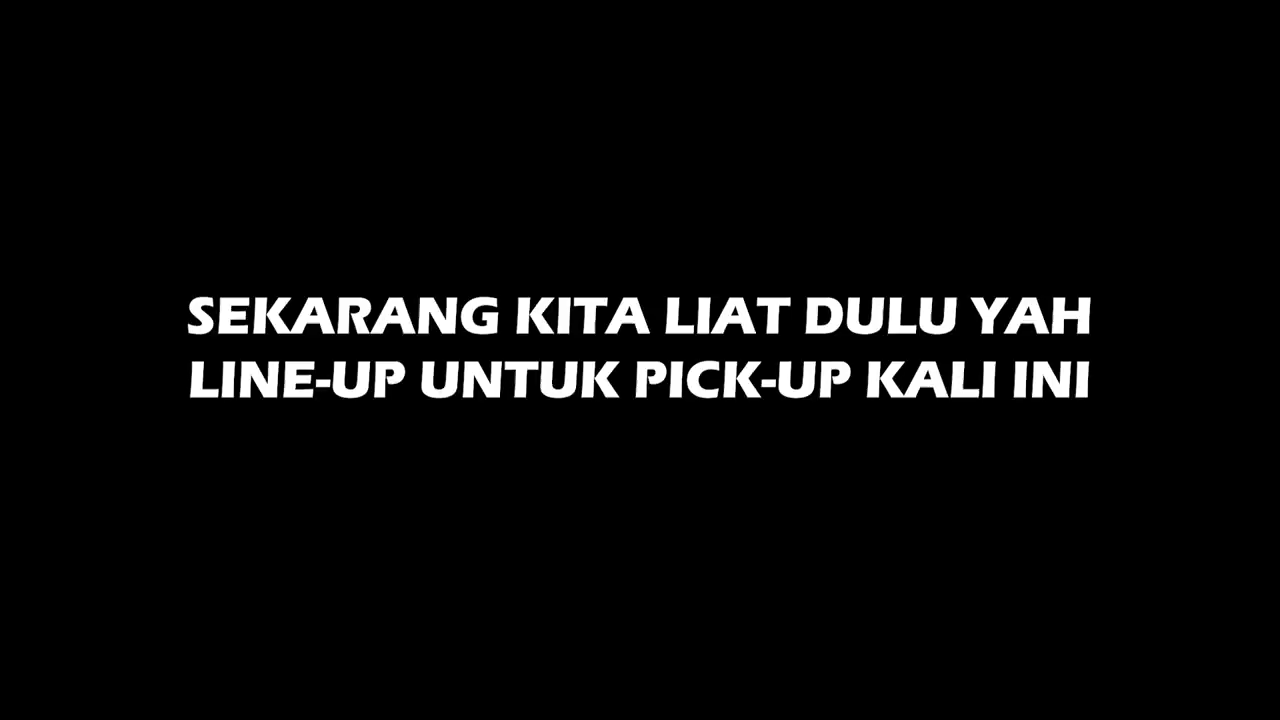 SEKARANG KITA LIAT DULU YAH
LINE-UP UNTUK PICK-UP KALI INI